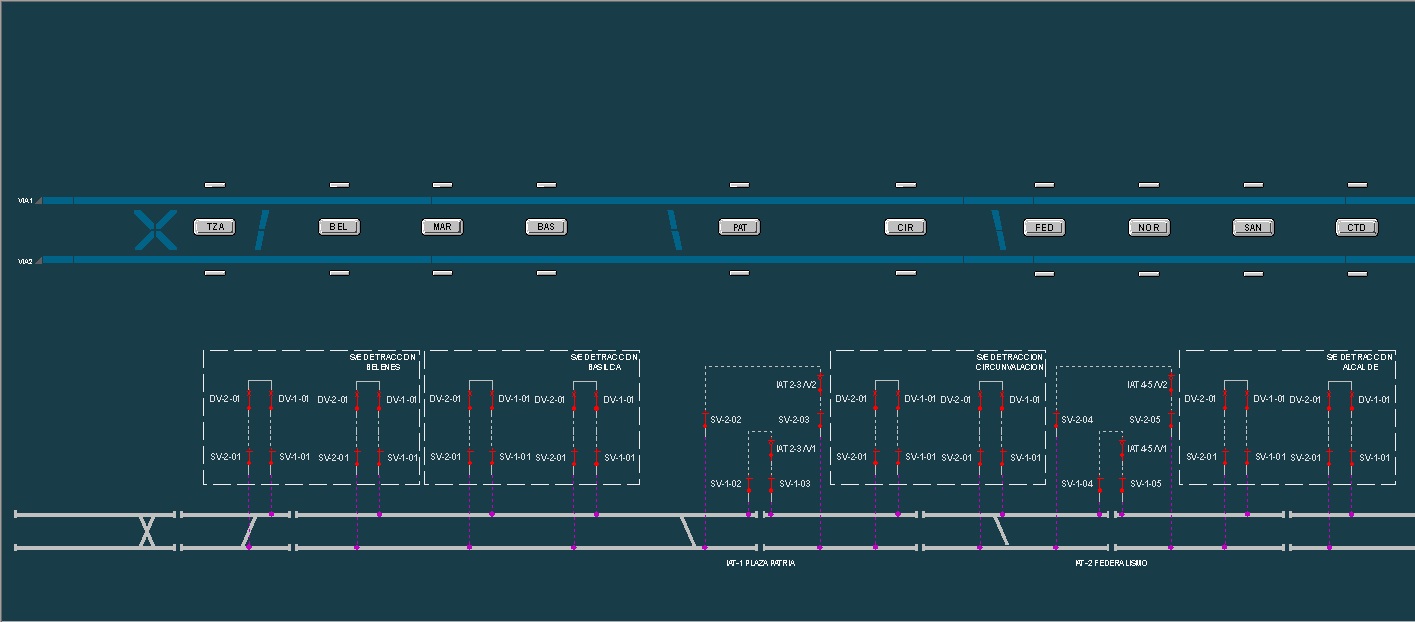 VIA1
TZA
BEL
MAR
BAS
PAT
CIR
FED
NOR
SAN
CTD
VIA2
S/E DE TRACCION
BELENES
S/E DE TRACCION
BASILICA
S/E DE TRACCION
CIRCUNVALACION
S/E DE TRACCION
ALCALDE
IAT 2-3 /V2
IAT 4-5 /V2
DV-2-01
DV-1-01
DV-2-01
DV-1-01
DV-2-01
DV-1-01
DV-2-01
DV-1-01
DV-2-01
DV-1-01
DV-2-01
DV-1-01
DV-2-01
DV-1-01
DV-2-01
DV-1-01
SV-2-02
SV-2-03
SV-2-04
SV-2-05
IAT 2-3 /V1
IAT 4-5 /V1
SV-2-01
SV-1-01
SV-2-01
SV-1-01
SV-2-01
SV-1-01
SV-2-01
SV-1-01
SV-2-01
SV-1-01
SV-2-01
SV-1-01
SV-2-01
SV-1-01
SV-2-01
SV-1-01
SV-1-02
SV-1-03
SV-1-04
SV-1-05
IAT-1 PLAZA PATRIA
IAT-2 FEDERALISMO